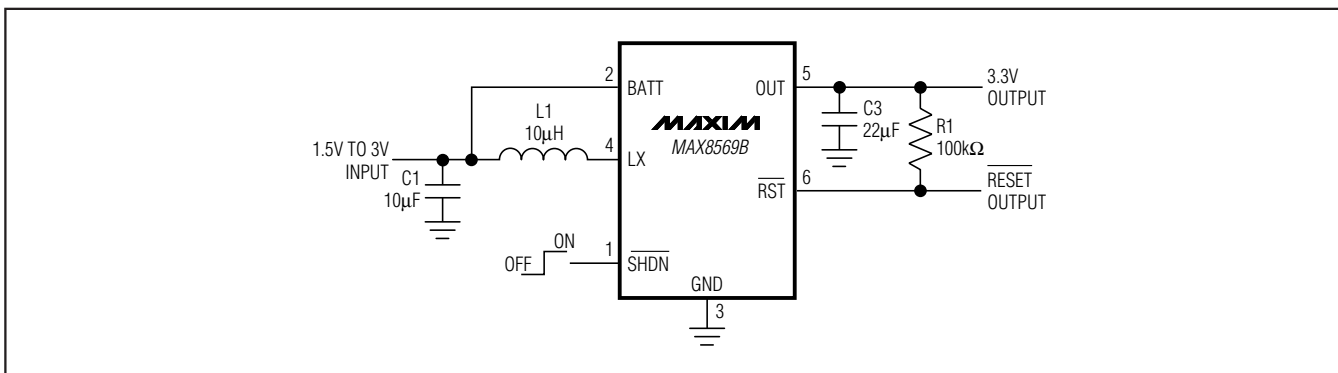 2
BATT
OUT
5
3.3V
OUTPUT
L1
10μH
MAXIM
MAX8569B
C3
22μF
R1
100kΩ
1.5V TO 3V
INPUT
4
LX
C1
10μF
RST
6
RESET
OUTPUT
OFF
ON
1
SHDN
GND
3